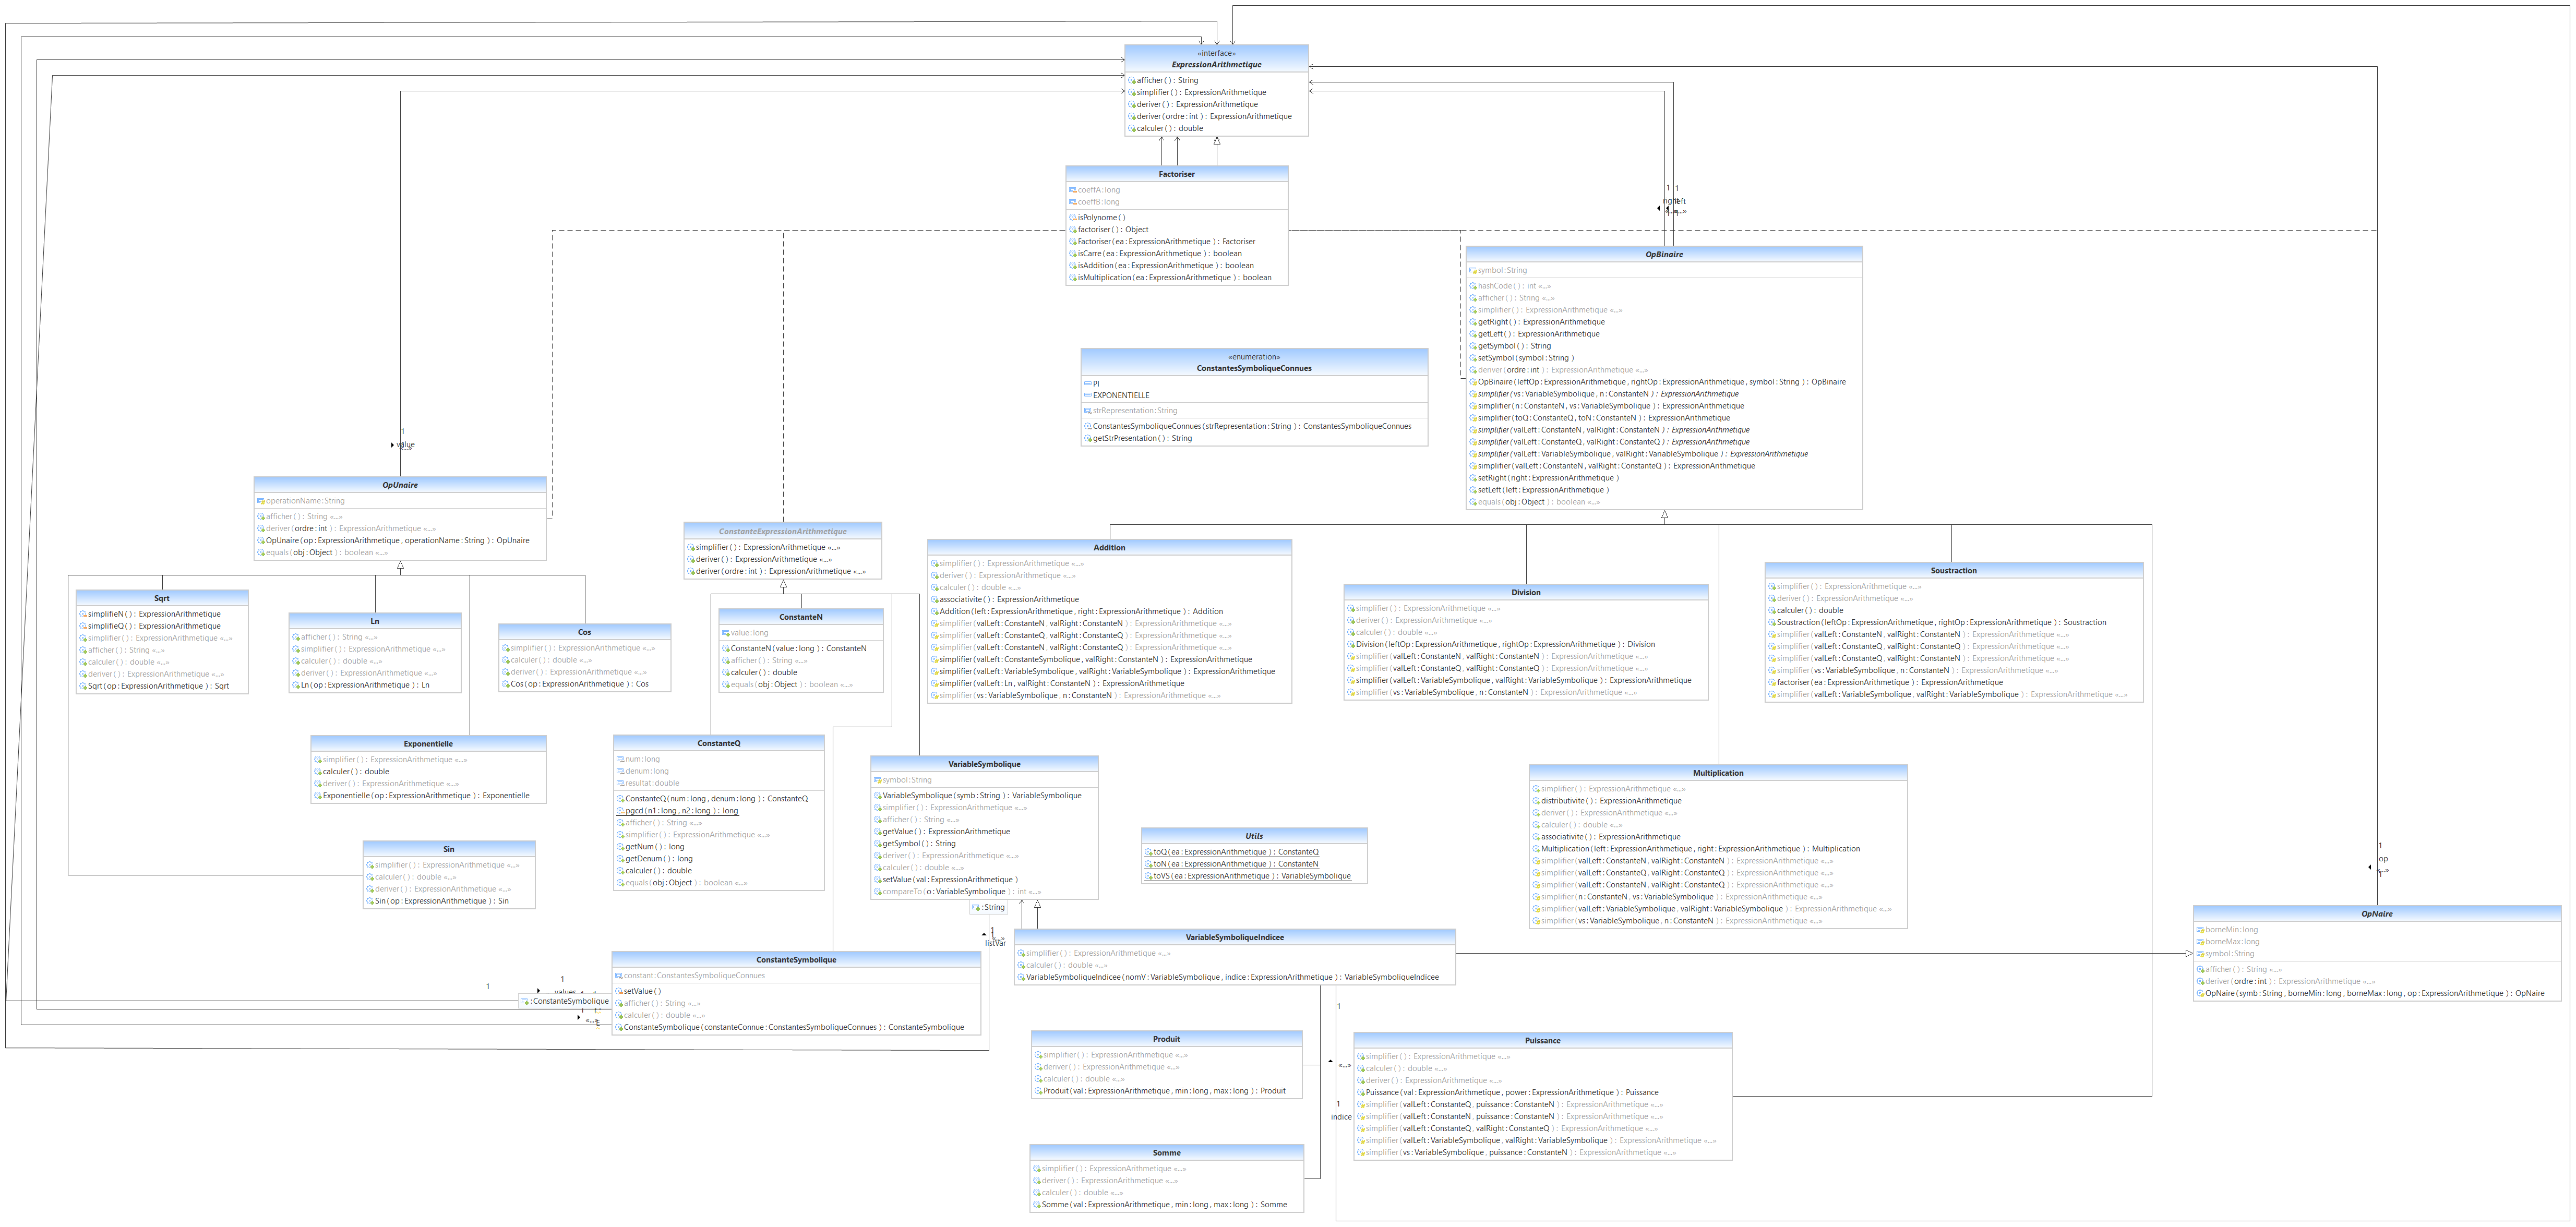 «interface»
ExpressionArithmetique
afficher ( ) : String
simplifier ( ) : ExpressionArithmetique
deriver ( ) : ExpressionArithmetique
deriver ( ordre : int ) : ExpressionArithmetique
calculer ( ) : double
Factoriser
coeffA : long
coeffB : long
isPolynome ( )
factoriser ( ) : Object
Factoriser ( ea : ExpressionArithmetique ) : Factoriser
isCarre ( ea : ExpressionArithmetique ) : boolean
isAddition ( ea : ExpressionArithmetique ) : boolean
isMultiplication ( ea : ExpressionArithmetique ) : boolean
1 1
«...»
OpBinaire
symbol : String
hashCode ( ) : int «...»
afficher ( ) : String «...»
simplifier ( ) : ExpressionArithmetique «...»
getRight ( ) : ExpressionArithmetique
getLeft ( ) : ExpressionArithmetique
getSymbol ( ) : String
setSymbol ( symbol : String )
deriver ( ordre : int ) : ExpressionArithmetique «...»
OpBinaire ( leftOp : ExpressionArithmetique , rightOp : ExpressionArithmetique , symbol : String ) : OpBinaire
simplifier ( vs : VariableSymbolique , n : ConstanteN ) : ExpressionArithmetique
simplifier ( n : ConstanteN , vs : VariableSymbolique ) : ExpressionArithmetique
simplifier ( toQ : ConstanteQ , toN : ConstanteN ) : ExpressionArithmetique
simplifier ( valLeft : ConstanteN , valRight : ConstanteN ) : ExpressionArithmetique
simplifier ( valLeft : ConstanteQ , valRight : ConstanteQ ) : ExpressionArithmetique
simplifier ( valLeft : VariableSymbolique , valRight : VariableSymbolique ) : ExpressionArithmetique
simplifier ( valLeft : ConstanteN , valRight : ConstanteQ ) : ExpressionArithmetique
setRight ( right : ExpressionArithmetique )
setLeft ( left : ExpressionArithmetique )
equals ( obj : Object ) : boolean «...»
«enumeration»
ConstantesSymboliqueConnues
PI
EXPONENTIELLE
strRepresentation : String
ConstantesSymboliqueConnues ( strRepresentation : String ) : ConstantesSymboliqueConnues
getStrPresentation ( ) : String
1
value
OpUnaire
operationName : String
afficher ( ) : String «...»
deriver ( ordre : int ) : ExpressionArithmetique «...»
OpUnaire ( op : ExpressionArithmetique , operationName : String ) : OpUnaire
equals ( obj : Object ) : boolean «...»
ConstanteExpressionArithmetique
simplifier ( ) : ExpressionArithmetique «...»
deriver ( ) : ExpressionArithmetique «...»
deriver ( ordre : int ) : ExpressionArithmetique «...»
Addition
simplifier ( ) : ExpressionArithmetique «...»
deriver ( ) : ExpressionArithmetique «...»
calculer ( ) : double «...»
associativite ( ) : ExpressionArithmetique
Addition ( left : ExpressionArithmetique , right : ExpressionArithmetique ) : Addition
simplifier ( valLeft : ConstanteN , valRight : ConstanteN ) : ExpressionArithmetique «...»
simplifier ( valLeft : ConstanteQ , valRight : ConstanteQ ) : ExpressionArithmetique «...»
simplifier ( valLeft : ConstanteN , valRight : ConstanteQ ) : ExpressionArithmetique «...»
simplifier ( valLeft : ConstanteSymbolique , valRight : ConstanteN ) : ExpressionArithmetique
simplifier ( valLeft : VariableSymbolique , valRight : VariableSymbolique ) : ExpressionArithmetique
simplifier ( valLeft : Ln , valRight : ConstanteN ) : ExpressionArithmetique
simplifier ( vs : VariableSymbolique , n : ConstanteN ) : ExpressionArithmetique «...»
Division
simplifier ( ) : ExpressionArithmetique «...»
deriver ( ) : ExpressionArithmetique «...»
calculer ( ) : double «...»
Division ( leftOp : ExpressionArithmetique , rightOp : ExpressionArithmetique ) : Division
simplifier ( valLeft : ConstanteN , valRight : ConstanteN ) : ExpressionArithmetique «...»
simplifier ( valLeft : ConstanteQ , valRight : ConstanteQ ) : ExpressionArithmetique «...»
simplifier ( valLeft : VariableSymbolique , valRight : VariableSymbolique ) : ExpressionArithmetique
simplifier ( vs : VariableSymbolique , n : ConstanteN ) : ExpressionArithmetique «...»
Soustraction
simplifier ( ) : ExpressionArithmetique «...»
deriver ( ) : ExpressionArithmetique «...»
calculer ( ) : double
Soustraction ( leftOp : ExpressionArithmetique , rightOp : ExpressionArithmetique ) : Soustraction
simplifier ( valLeft : ConstanteN , valRight : ConstanteN ) : ExpressionArithmetique «...»
simplifier ( valLeft : ConstanteQ , valRight : ConstanteQ ) : ExpressionArithmetique «...»
simplifier ( valLeft : ConstanteQ , valRight : ConstanteN ) : ExpressionArithmetique «...»
simplifier ( vs : VariableSymbolique , n : ConstanteN ) : ExpressionArithmetique «...»
factoriser ( ea : ExpressionArithmetique ) : ExpressionArithmetique
simplifier ( valLeft : VariableSymbolique , valRight : VariableSymbolique ) : ExpressionArithmetique «...»
Sqrt
simplifieN ( ) : ExpressionArithmetique
simplifieQ ( ) : ExpressionArithmetique
simplifier ( ) : ExpressionArithmetique «...»
afficher ( ) : String «...»
calculer ( ) : double «...»
deriver ( ) : ExpressionArithmetique «...»
Sqrt ( op : ExpressionArithmetique ) : Sqrt
Ln
afficher ( ) : String «...»
simplifier ( ) : ExpressionArithmetique «...»
calculer ( ) : double «...»
deriver ( ) : ExpressionArithmetique «...»
Ln ( op : ExpressionArithmetique ) : Ln
Cos
simplifier ( ) : ExpressionArithmetique «...»
calculer ( ) : double «...»
deriver ( ) : ExpressionArithmetique «...»
Cos ( op : ExpressionArithmetique ) : Cos
ConstanteN
value : long
ConstanteN ( value : long ) : ConstanteN
afficher ( ) : String «...»
calculer ( ) : double
equals ( obj : Object ) : boolean «...»
Exponentielle
simplifier ( ) : ExpressionArithmetique «...»
calculer ( ) : double
deriver ( ) : ExpressionArithmetique «...»
Exponentielle ( op : ExpressionArithmetique ) : Exponentielle
ConstanteQ
num : long
denum : long
resultat : double
ConstanteQ ( num : long , denum : long ) : ConstanteQ
pgcd ( n1 : long , n2 : long ) : long
afficher ( ) : String «...»
simplifier ( ) : ExpressionArithmetique «...»
getNum ( ) : long
getDenum ( ) : long
calculer ( ) : double
equals ( obj : Object ) : boolean «...»
VariableSymbolique
symbol : String
VariableSymbolique ( symb : String ) : VariableSymbolique
simplifier ( ) : ExpressionArithmetique «...»
afficher ( ) : String «...»
getValue ( ) : ExpressionArithmetique
getSymbol ( ) : String
deriver ( ) : ExpressionArithmetique «...»
calculer ( ) : double «...»
setValue ( val : ExpressionArithmetique )
compareTo ( o : VariableSymbolique ) : int «...»
: String
1
listVar
Multiplication
simplifier ( ) : ExpressionArithmetique «...»
distributivite ( ) : ExpressionArithmetique
deriver ( ) : ExpressionArithmetique «...»
calculer ( ) : double «...»
associativite ( ) : ExpressionArithmetique
Multiplication ( left : ExpressionArithmetique , right : ExpressionArithmetique ) : Multiplication
simplifier ( valLeft : ConstanteN , valRight : ConstanteN ) : ExpressionArithmetique «...»
simplifier ( valLeft : ConstanteQ , valRight : ConstanteQ ) : ExpressionArithmetique «...»
simplifier ( valLeft : ConstanteN , valRight : ConstanteQ ) : ExpressionArithmetique «...»
simplifier ( n : ConstanteN , vs : VariableSymbolique ) : ExpressionArithmetique «...»
simplifier ( valLeft : VariableSymbolique , valRight : VariableSymbolique ) : ExpressionArithmetique «...»
simplifier ( vs : VariableSymbolique , n : ConstanteN ) : ExpressionArithmetique «...»
Utils
toQ ( ea : ExpressionArithmetique ) : ConstanteQ
toN ( ea : ExpressionArithmetique ) : ConstanteN
toVS ( ea : ExpressionArithmetique ) : VariableSymbolique
Sin
simplifier ( ) : ExpressionArithmetique «...»
calculer ( ) : double «...»
deriver ( ) : ExpressionArithmetique «...»
Sin ( op : ExpressionArithmetique ) : Sin
1
op
OpNaire
borneMin : long
borneMax : long
symbol : String
afficher ( ) : String «...»
deriver ( ordre : int ) : ExpressionArithmetique «...»
OpNaire ( symb : String , borneMin : long , borneMax : long , op : ExpressionArithmetique ) : OpNaire
VariableSymboliqueIndicee
simplifier ( ) : ExpressionArithmetique «...»
calculer ( ) : double «...»
VariableSymboliqueIndicee ( nomV : VariableSymbolique , indice : ExpressionArithmetique ) : VariableSymboliqueIndicee
ConstanteSymbolique
constant : ConstantesSymboliqueConnues
setValue ( )
afficher ( ) : String «...»
calculer ( ) : double «...»
ConstanteSymbolique ( constanteConnue : ConstantesSymboliqueConnues ) : ConstanteSymbolique
1
1
values
: ConstanteSymbolique
«...»
1
«...»
1
indice
Produit
simplifier ( ) : ExpressionArithmetique «...»
deriver ( ) : ExpressionArithmetique «...»
calculer ( ) : double «...»
Produit ( val : ExpressionArithmetique , min : long , max : long ) : Produit
Puissance
simplifier ( ) : ExpressionArithmetique «...»
calculer ( ) : double «...»
deriver ( ) : ExpressionArithmetique «...»
Puissance ( val : ExpressionArithmetique , power : ExpressionArithmetique ) : Puissance
simplifier ( valLeft : ConstanteQ , puissance : ConstanteN ) : ExpressionArithmetique «...»
simplifier ( valLeft : ConstanteN , puissance : ConstanteN ) : ExpressionArithmetique «...»
simplifier ( valLeft : ConstanteQ , valRight : ConstanteQ ) : ExpressionArithmetique «...»
simplifier ( valLeft : VariableSymbolique , valRight : VariableSymbolique ) : ExpressionArithmetique «...»
simplifier ( vs : VariableSymbolique , puissance : ConstanteN ) : ExpressionArithmetique «...»
Somme
simplifier ( ) : ExpressionArithmetique «...»
deriver ( ) : ExpressionArithmetique «...»
calculer ( ) : double «...»
Somme ( val : ExpressionArithmetique , min : long , max : long ) : Somme